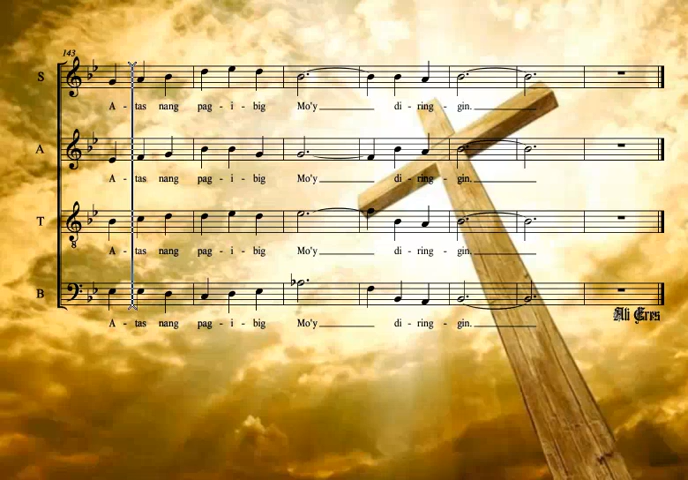 143
S
A - tas nang pag - i - big Mo'y di - ring - gin.
A
A - tas nang pag - i - big Mo'y di - ring - gin.
T
8
A - tas nang pag - i - big Mo'y di - ring - gin.
B
A - tas nang pag - i - big Mo'y di - ring - gin.
Ali Eres